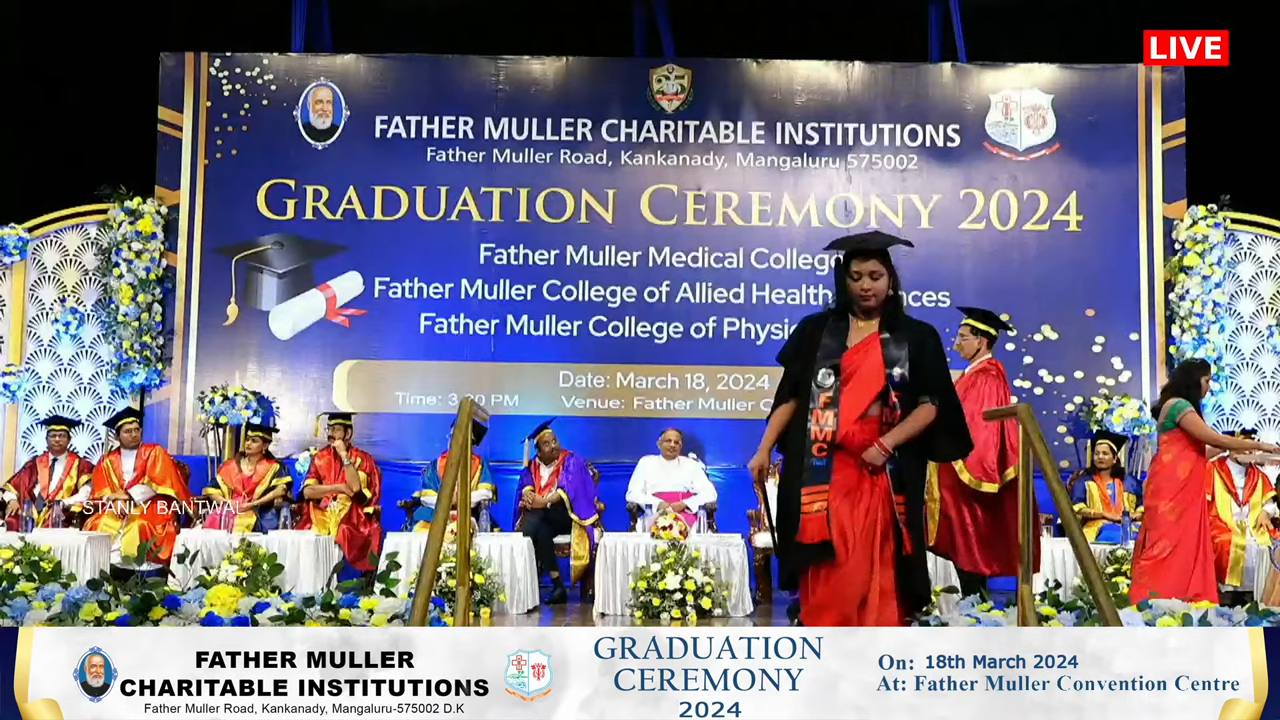 LIVE
25
FATHER MULLER CHARITABLE INSTITUTIONS
Father Muller Road, Kankanady, Mangaluru 575002
GRADUATION CEREMONY 2024
Father Muller Medical College
Father Muller College of Allied Health
Father Muller College of
Date: March 18, 2024
Time: 3.30 PM Venue: Father Muller
FMMC
STANLY BANTWAL
FATHER MULLER
CHARITABLE INSTITUTIONS
Father Muller Road, Kankanady, Mangaluru-575002 D.K
GRADUATION
CEREMONY
2024
On: 18th March 2024
At: Father Muller Convention Centre